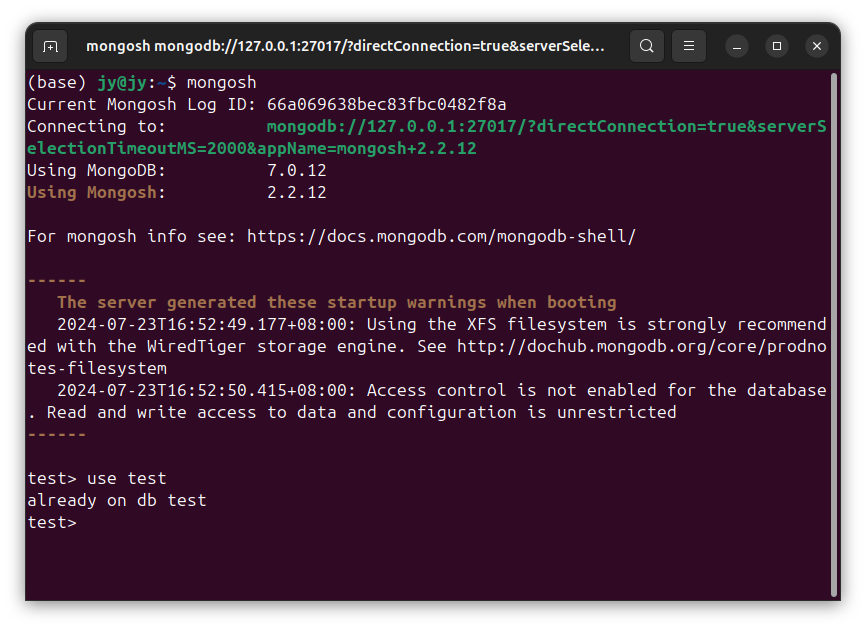 mongosh mongodb://127.0.0.1:27017/?directConnection=true&serverSele...
(base) jy@jy:~$ mongosh
Current Mongosh Log ID: 66a069638bec83fbc0482f8a
Connecting to:          mongodb://127.0.0.1:27017/?directConnection=true&serverS
electionTimeoutMS=2000&appName=mongosh+2.2.12
Using MongoDB:          7.0.12
Using Mongosh:          2.2.12
For mongosh info see: https://docs.mongodb.com/mongodb-shell/
------
   The server generated these startup warnings when booting
   2024-07-23T16:52:49.177+08:00: Using the XFS filesystem is strongly recommend
ed with the WiredTiger storage engine. See http://dochub.mongodb.org/core/prodno
tes-filesystem
   2024-07-23T16:52:50.415+08:00: Access control is not enabled for the database
. Read and write access to data and configuration is unrestricted
------
test> use test
already on db test
test>